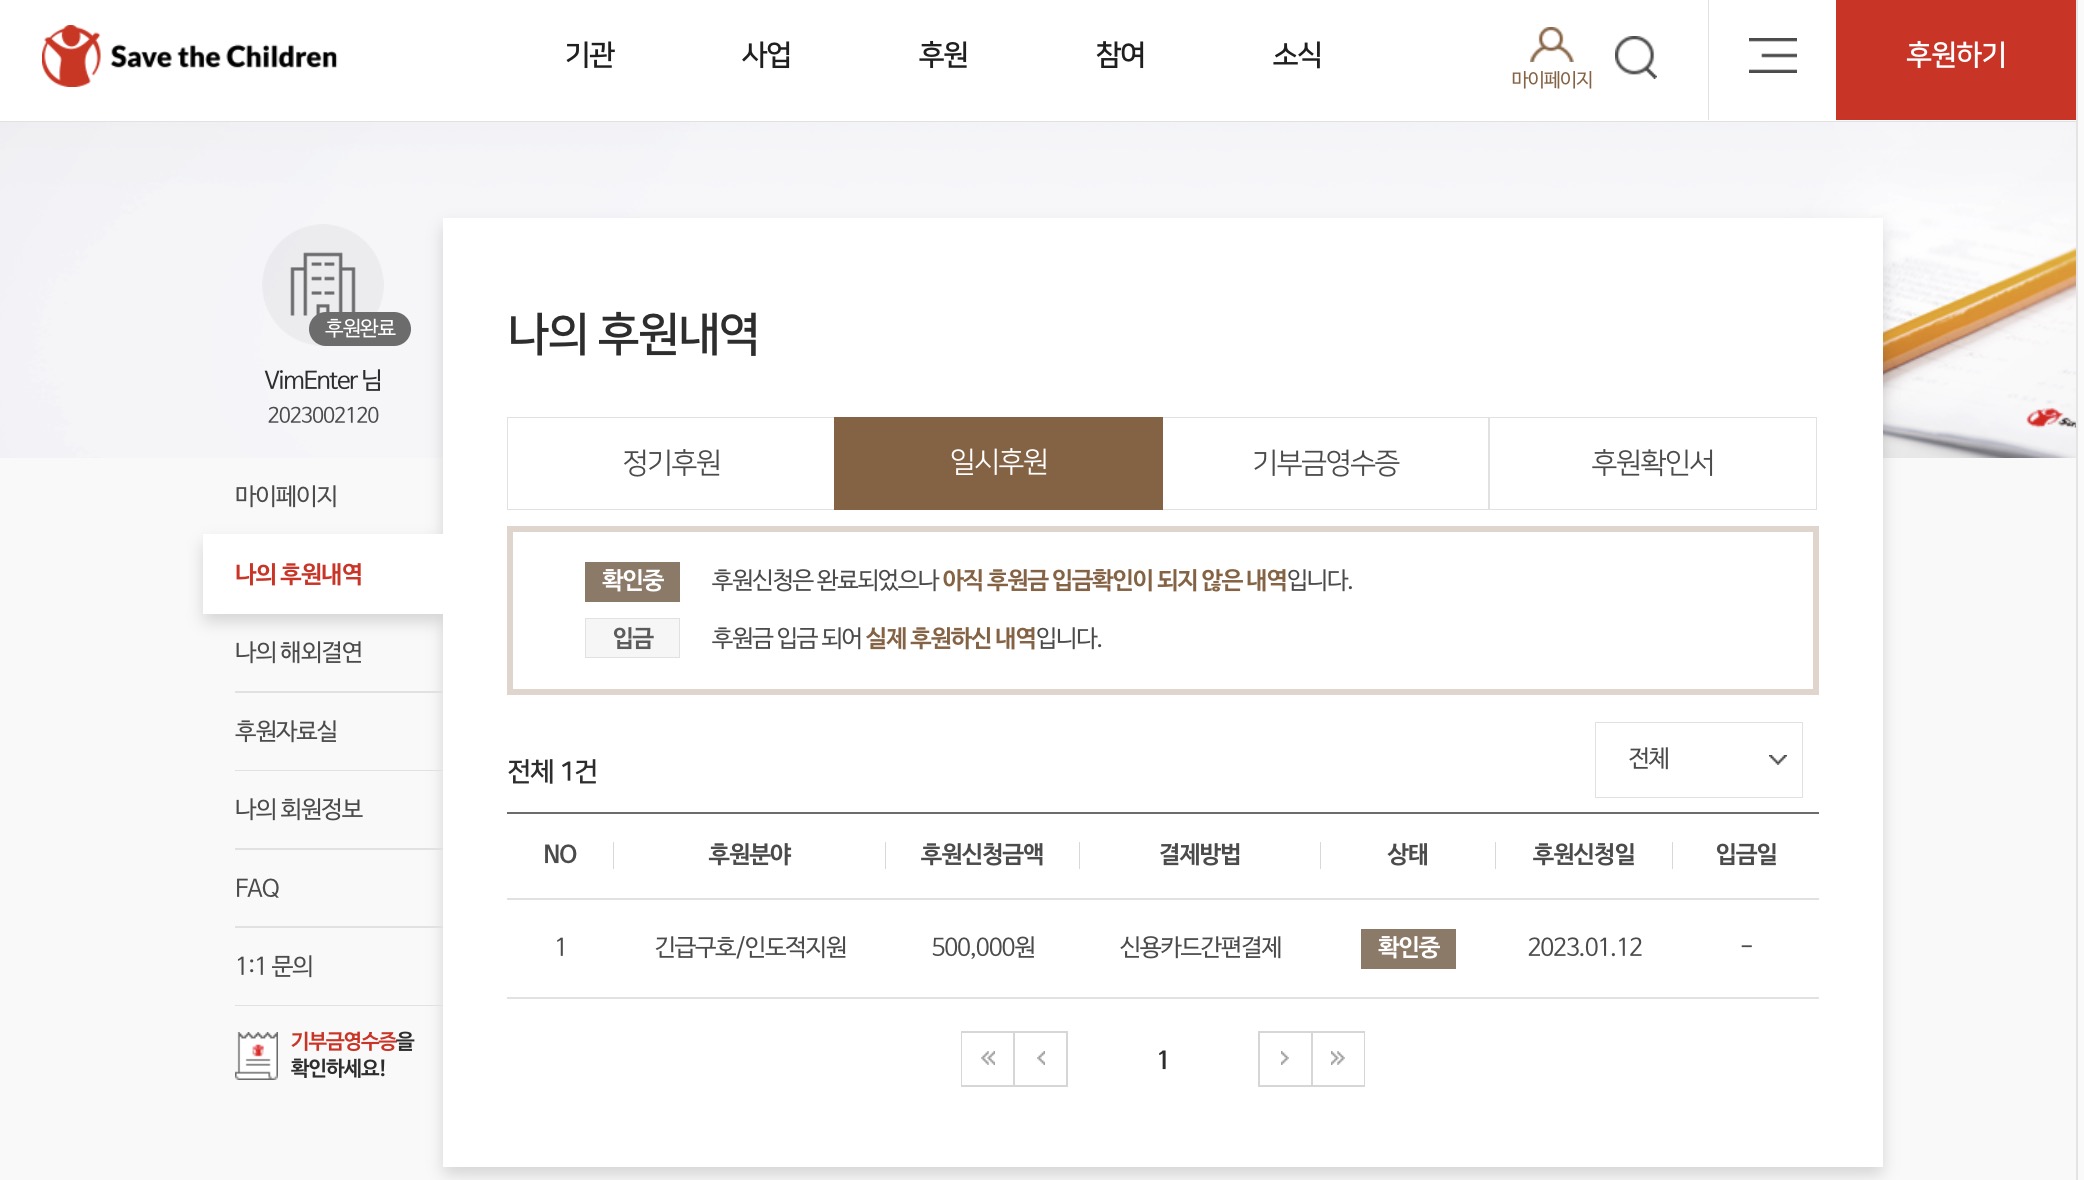 Save the Children
기관
사업
후원
참여
소식
마이페이지
후원하기
후원완료
VimEnter 님
2023002120
마이페이지
나의 후원내역
나의 해외결연
후원자료실
나의 회원정보
FAQ
1:1 문의
기부금영수증을
확인하세요!
나의 후원내역
정기후원
일시후원
기부금영수증
후원확인서
확인중 후원신청은 완료되었으나 아직 후원금 입금확인이 되지 않은 내역입니다.
입금 후원금 입금 되어 실제 후원하신 내역입니다.
전체 1건
전체
NO 후원분야 후원신청금액 결제방법 상태 후원신청일 입금일
1 긴급구호/인도적지원 500,000원 신용카드간편결제 확인중 2023.01.12 -
« ‹ 1 › »